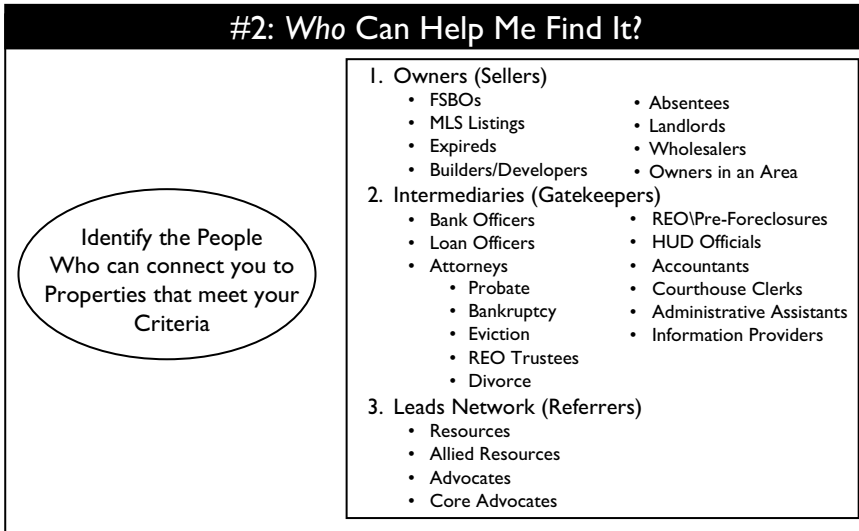 #2: Who Can Help Me Find It?
Identify the People
Who can connect you to
Properties that meet your
Criteria
1. Owners (Sellers)
• FSBOs
• MLS Listings
• Expireds
• Builders/Developers
• Absentees
• Landlords
• Wholesalers
• Owners in an Area
2. Intermediaries (Gatekeepers)
• Bank Officers
• Loan Officers
• Attorneys
• Probate
• Bankruptcy
• Eviction
• REO Trustees
• Divorce
• REO\Pre-Foreclosures
• HUD Officials
• Accountants
• Courthouse Clerks
• Administrative Assistants
• Information Providers
3. Leads Network (Referrers)
• Resources
• Allied Resources
• Advocates
• Core Advocates